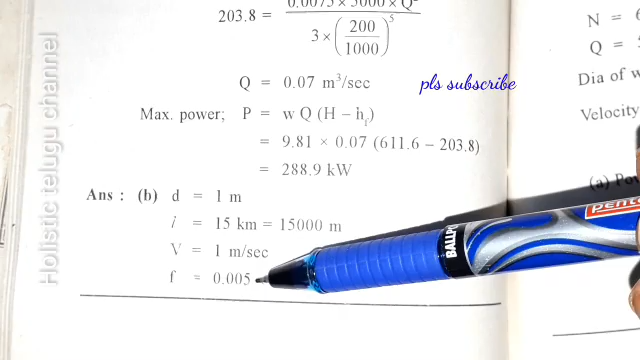 203.8 = 0.0075 × 5000 × Q² / 3 × (200 / 1000)⁵
Q = 0.07 m³/sec
Max. power; P = w Q (H − h_f)
= 9.81 × 0.07 (611.6 − 203.8)
= 288.9 kW
Ans : (b) d = 1 m
i = 15 km = 15000 m
V = 1 m/sec
f = 0.005
pls subscribe
Holistic telugu channel
N =
Q =
Dia of w
Velocity
(a) Po
BALLP
penta